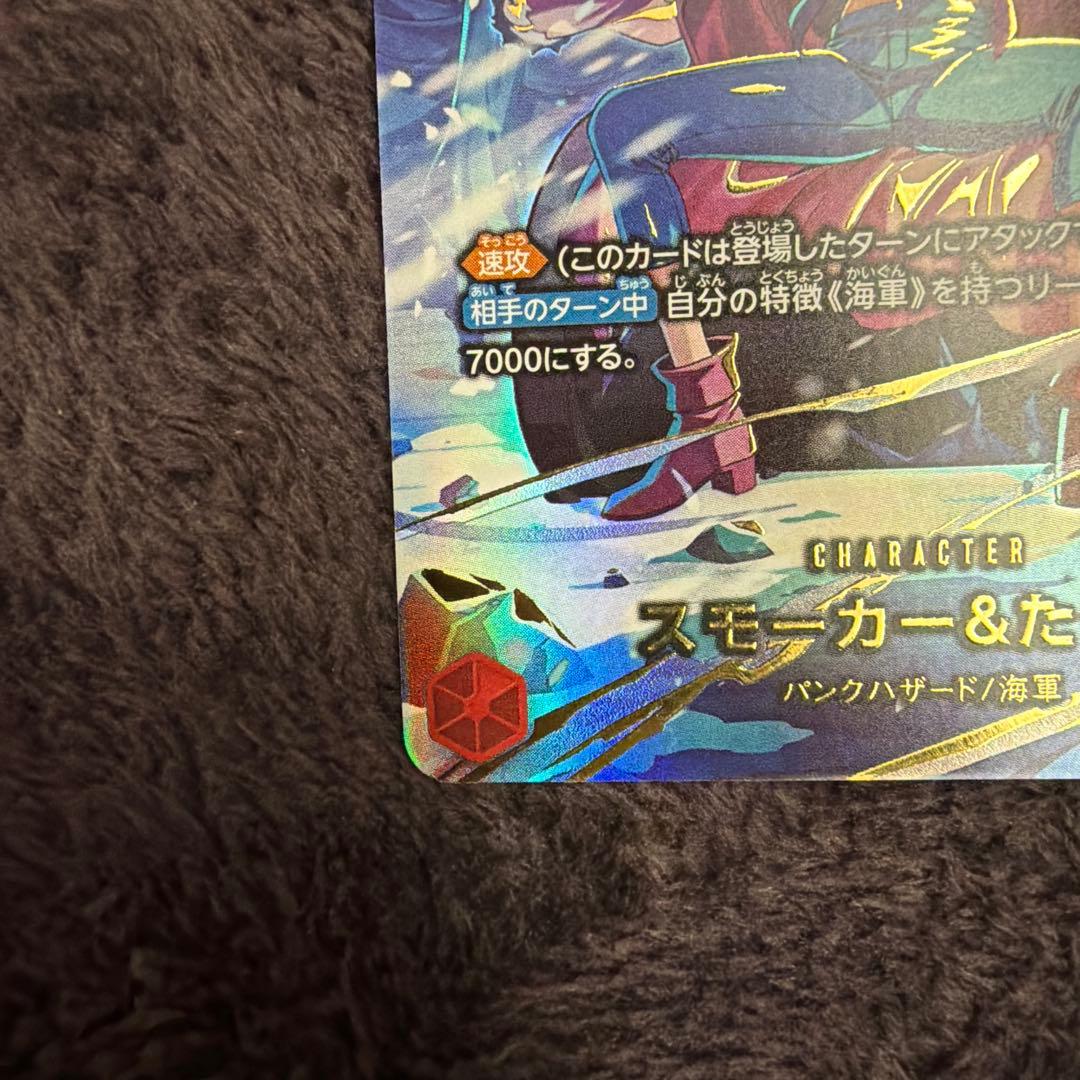 速攻 (このカードは登場したターンにアタックで
相手のターン中 自分の特徴《海軍》を持つリー
7000にする。
CHARACTER
スモーカー&た
パンクハザード/海軍